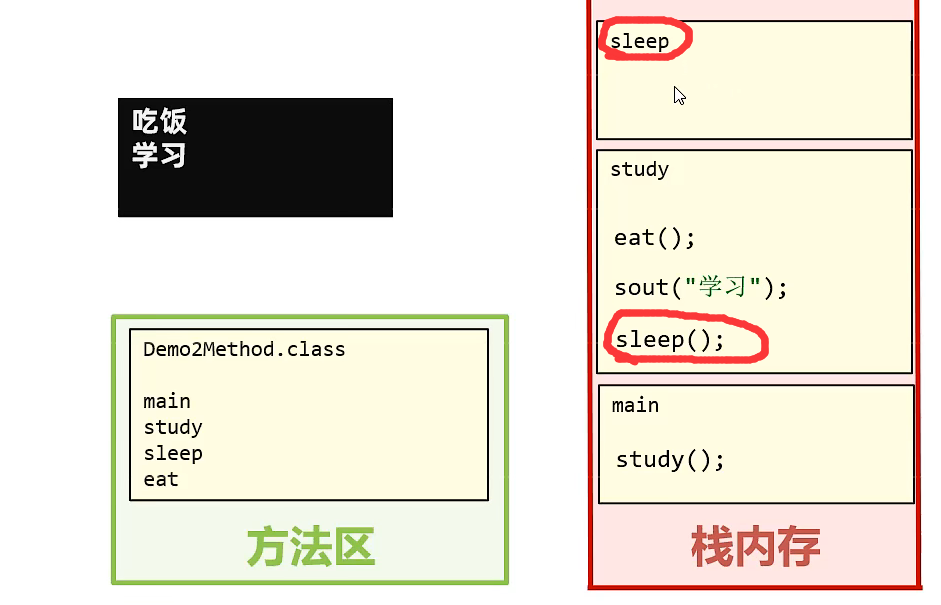 吃饭
学习
Demo2Method.class
main
study
sleep
eat
方法区
sleep
study
eat();
sout("学习");
sleep();
main
study();
栈内存